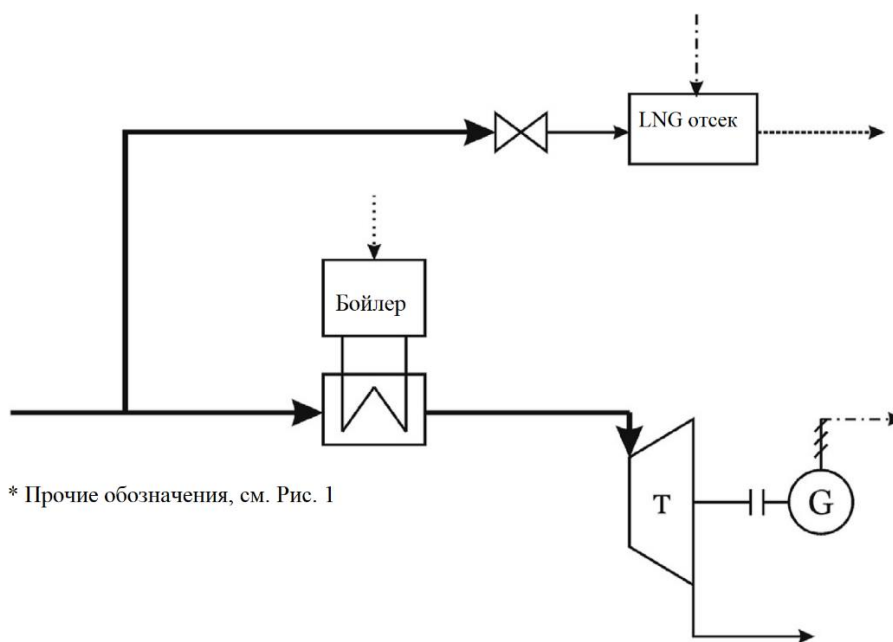 LNG отсек
Бойлер
* Прочие обозначения, см. Рис. 1
T
G